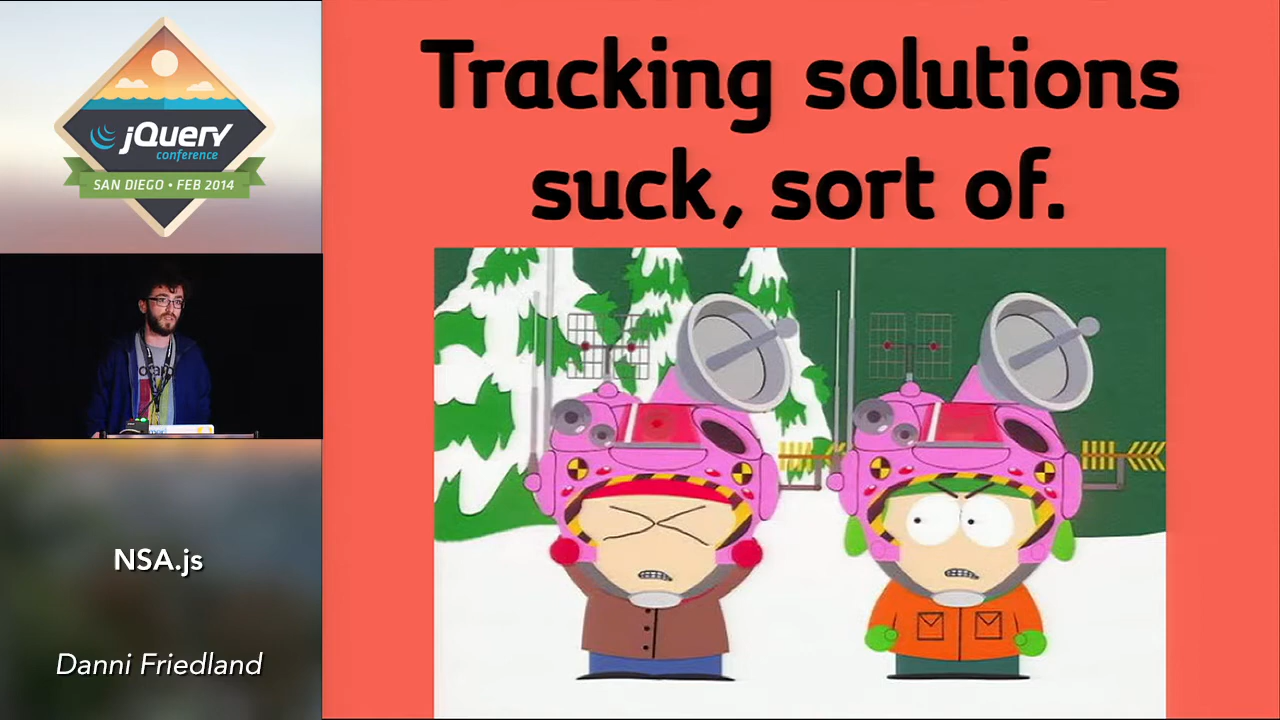 jQuery
conference
SAN DIEGO • FEB 2014
NSA.js
Danni Friedland
Tracking solutions
suck, sort of.